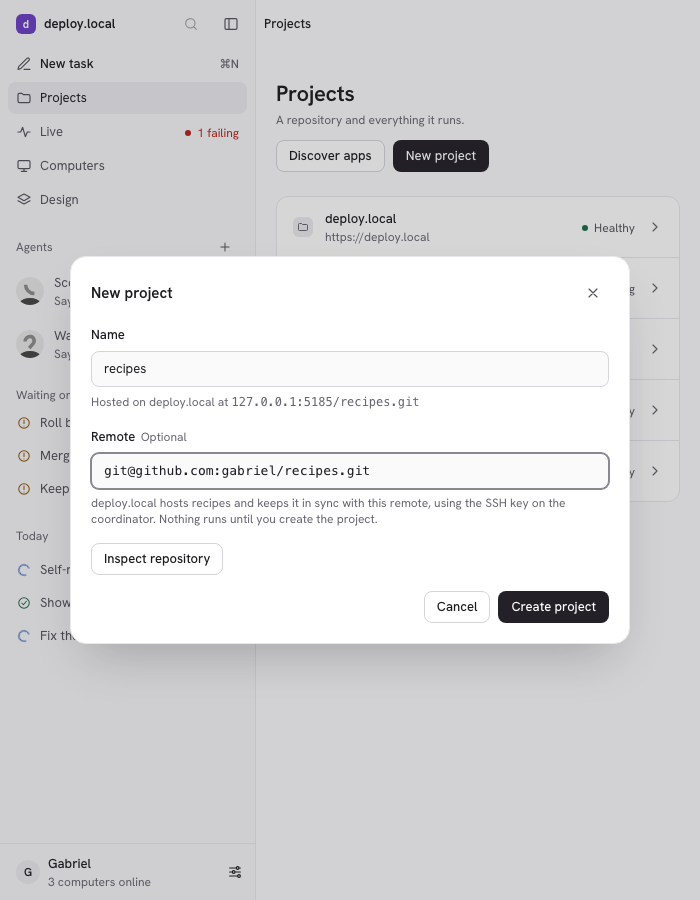 d deploy.local
Projects
New task ⌘N
Projects
Live 1 failing
Computers
Design
Agents
Projects
A repository and everything it runs.
Discover apps New project
deploy.local
https://deploy.local
Healthy
New project
Name
recipes
Hosted on deploy.local at 127.0.0.1:5185/recipes.git
Remote Optional
git@github.com:gabriel/recipes.git
deploy.local hosts recipes and keeps it in sync with this remote, using the SSH key on the
coordinator. Nothing runs until you create the project.
Inspect repository
Cancel Create project
Waiting
Roll
Keep
Today
Show
Fix
G
Gabriel
3 computers online